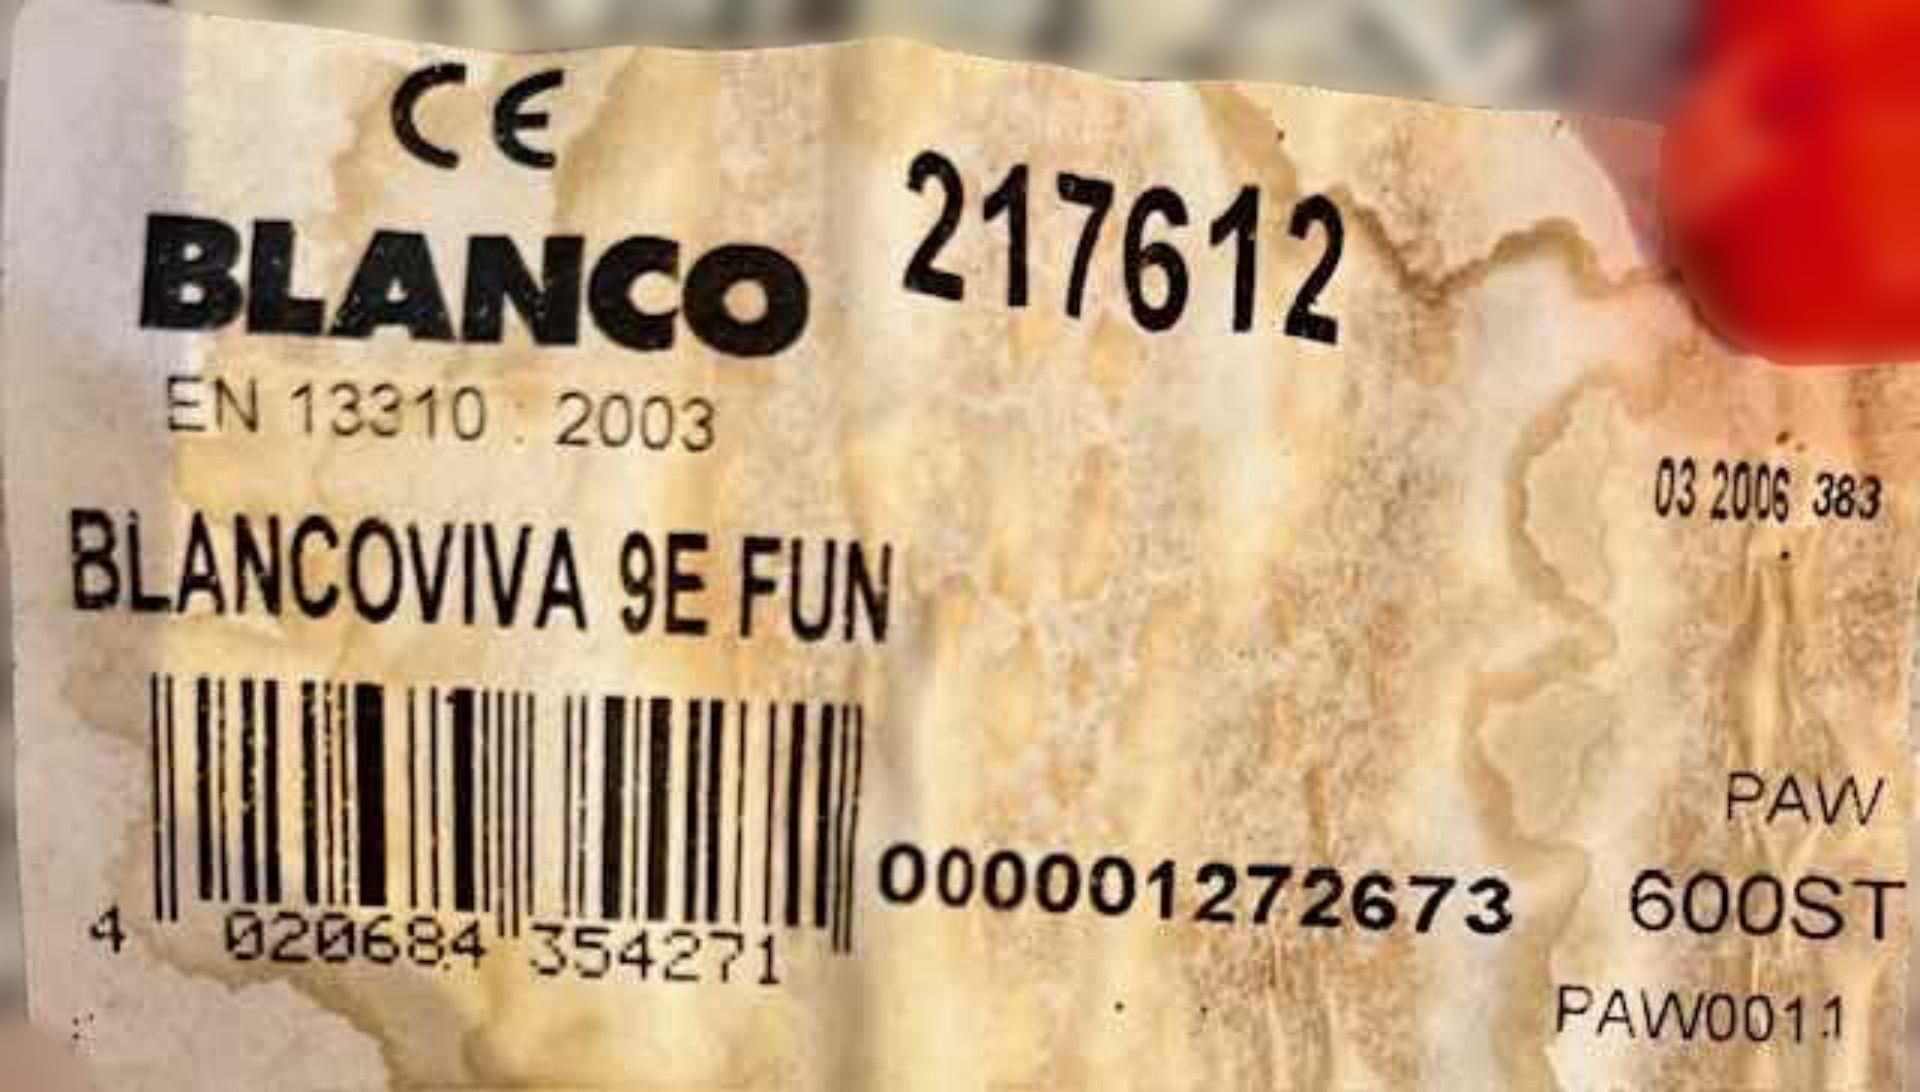 CE
BLANCO
217612
EN 13310 : 2003
03 2006 383
BLANCOVIVA 9E FUN
4 020684 354271
000001272673
PAW
600ST
PAW0011